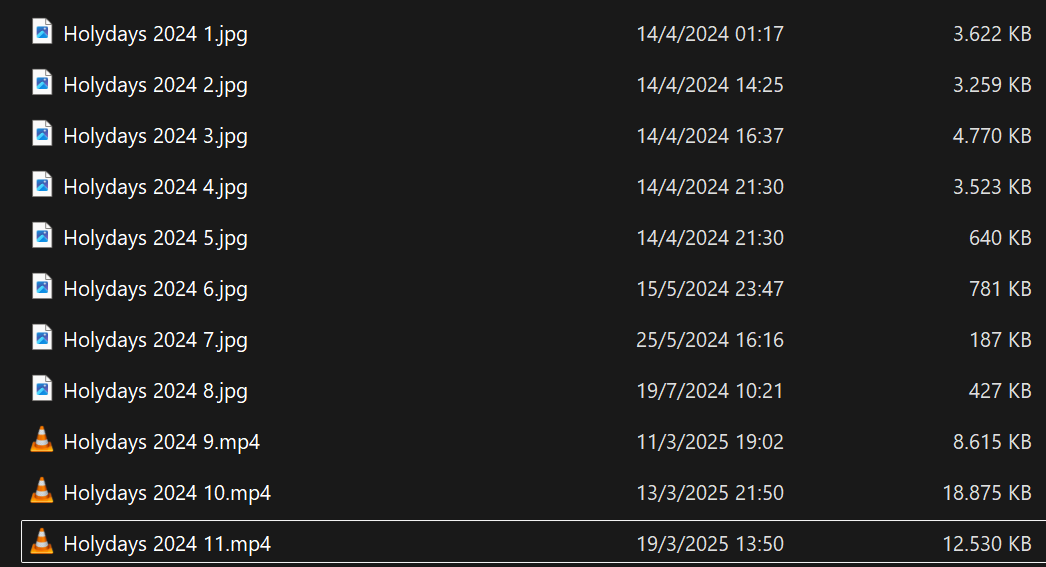 Holydays 2024 1.jpg 14/4/2024 01:17 3.622 KB
Holydays 2024 2.jpg 14/4/2024 14:25 3.259 KB
Holydays 2024 3.jpg 14/4/2024 16:37 4.770 KB
Holydays 2024 4.jpg 14/4/2024 21:30 3.523 KB
Holydays 2024 5.jpg 14/4/2024 21:30 640 KB
Holydays 2024 6.jpg 15/5/2024 23:47 781 KB
Holydays 2024 7.jpg 25/5/2024 16:16 187 KB
Holydays 2024 8.jpg 19/7/2024 10:21 427 KB
Holydays 2024 9.mp4 11/3/2025 19:02 8.615 KB
Holydays 2024 10.mp4 13/3/2025 21:50 18.875 KB
Holydays 2024 11.mp4 19/3/2025 13:50 12.530 KB